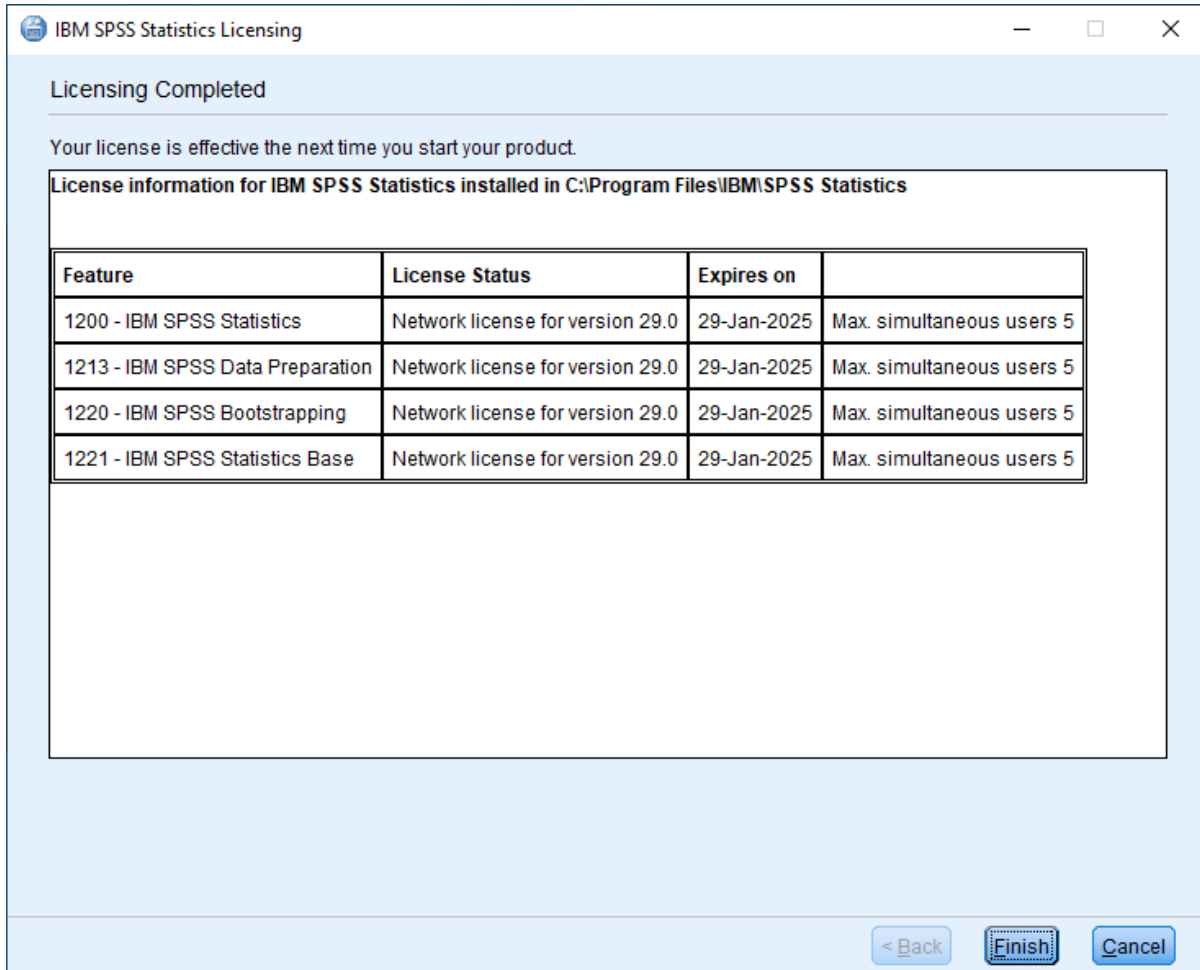 IBM SPSS Statistics Licensing
Licensing Completed
Your license is effective the next time you start your product.
License information for IBM SPSS Statistics installed in C:\Program Files\IBM\SPSS Statistics
Feature License Status Expires on
1200 - IBM SPSS Statistics Network license for version 29.0 29-Jan-2025 Max. simultaneous users 5
1213 - IBM SPSS Data Preparation Network license for version 29.0 29-Jan-2025 Max. simultaneous users 5
1220 - IBM SPSS Bootstrapping Network license for version 29.0 29-Jan-2025 Max. simultaneous users 5
1221 - IBM SPSS Statistics Base Network license for version 29.0 29-Jan-2025 Max. simultaneous users 5
< Back Finish Cancel